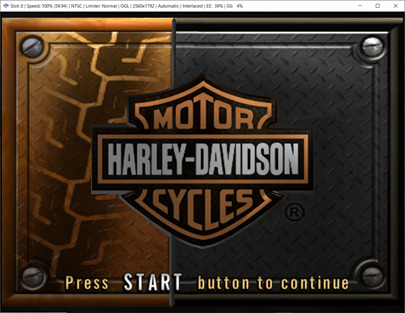 Slot: 0 | Speed: 100% (59.94) | NTSC | Limiter: Normal | OGL | 2560x1792 | Automatic | Interlaced | EE: 39% | GS: 4%
MOTOR
HARLEY-DAVIDSON
CYCLES
®
Press START button to continue